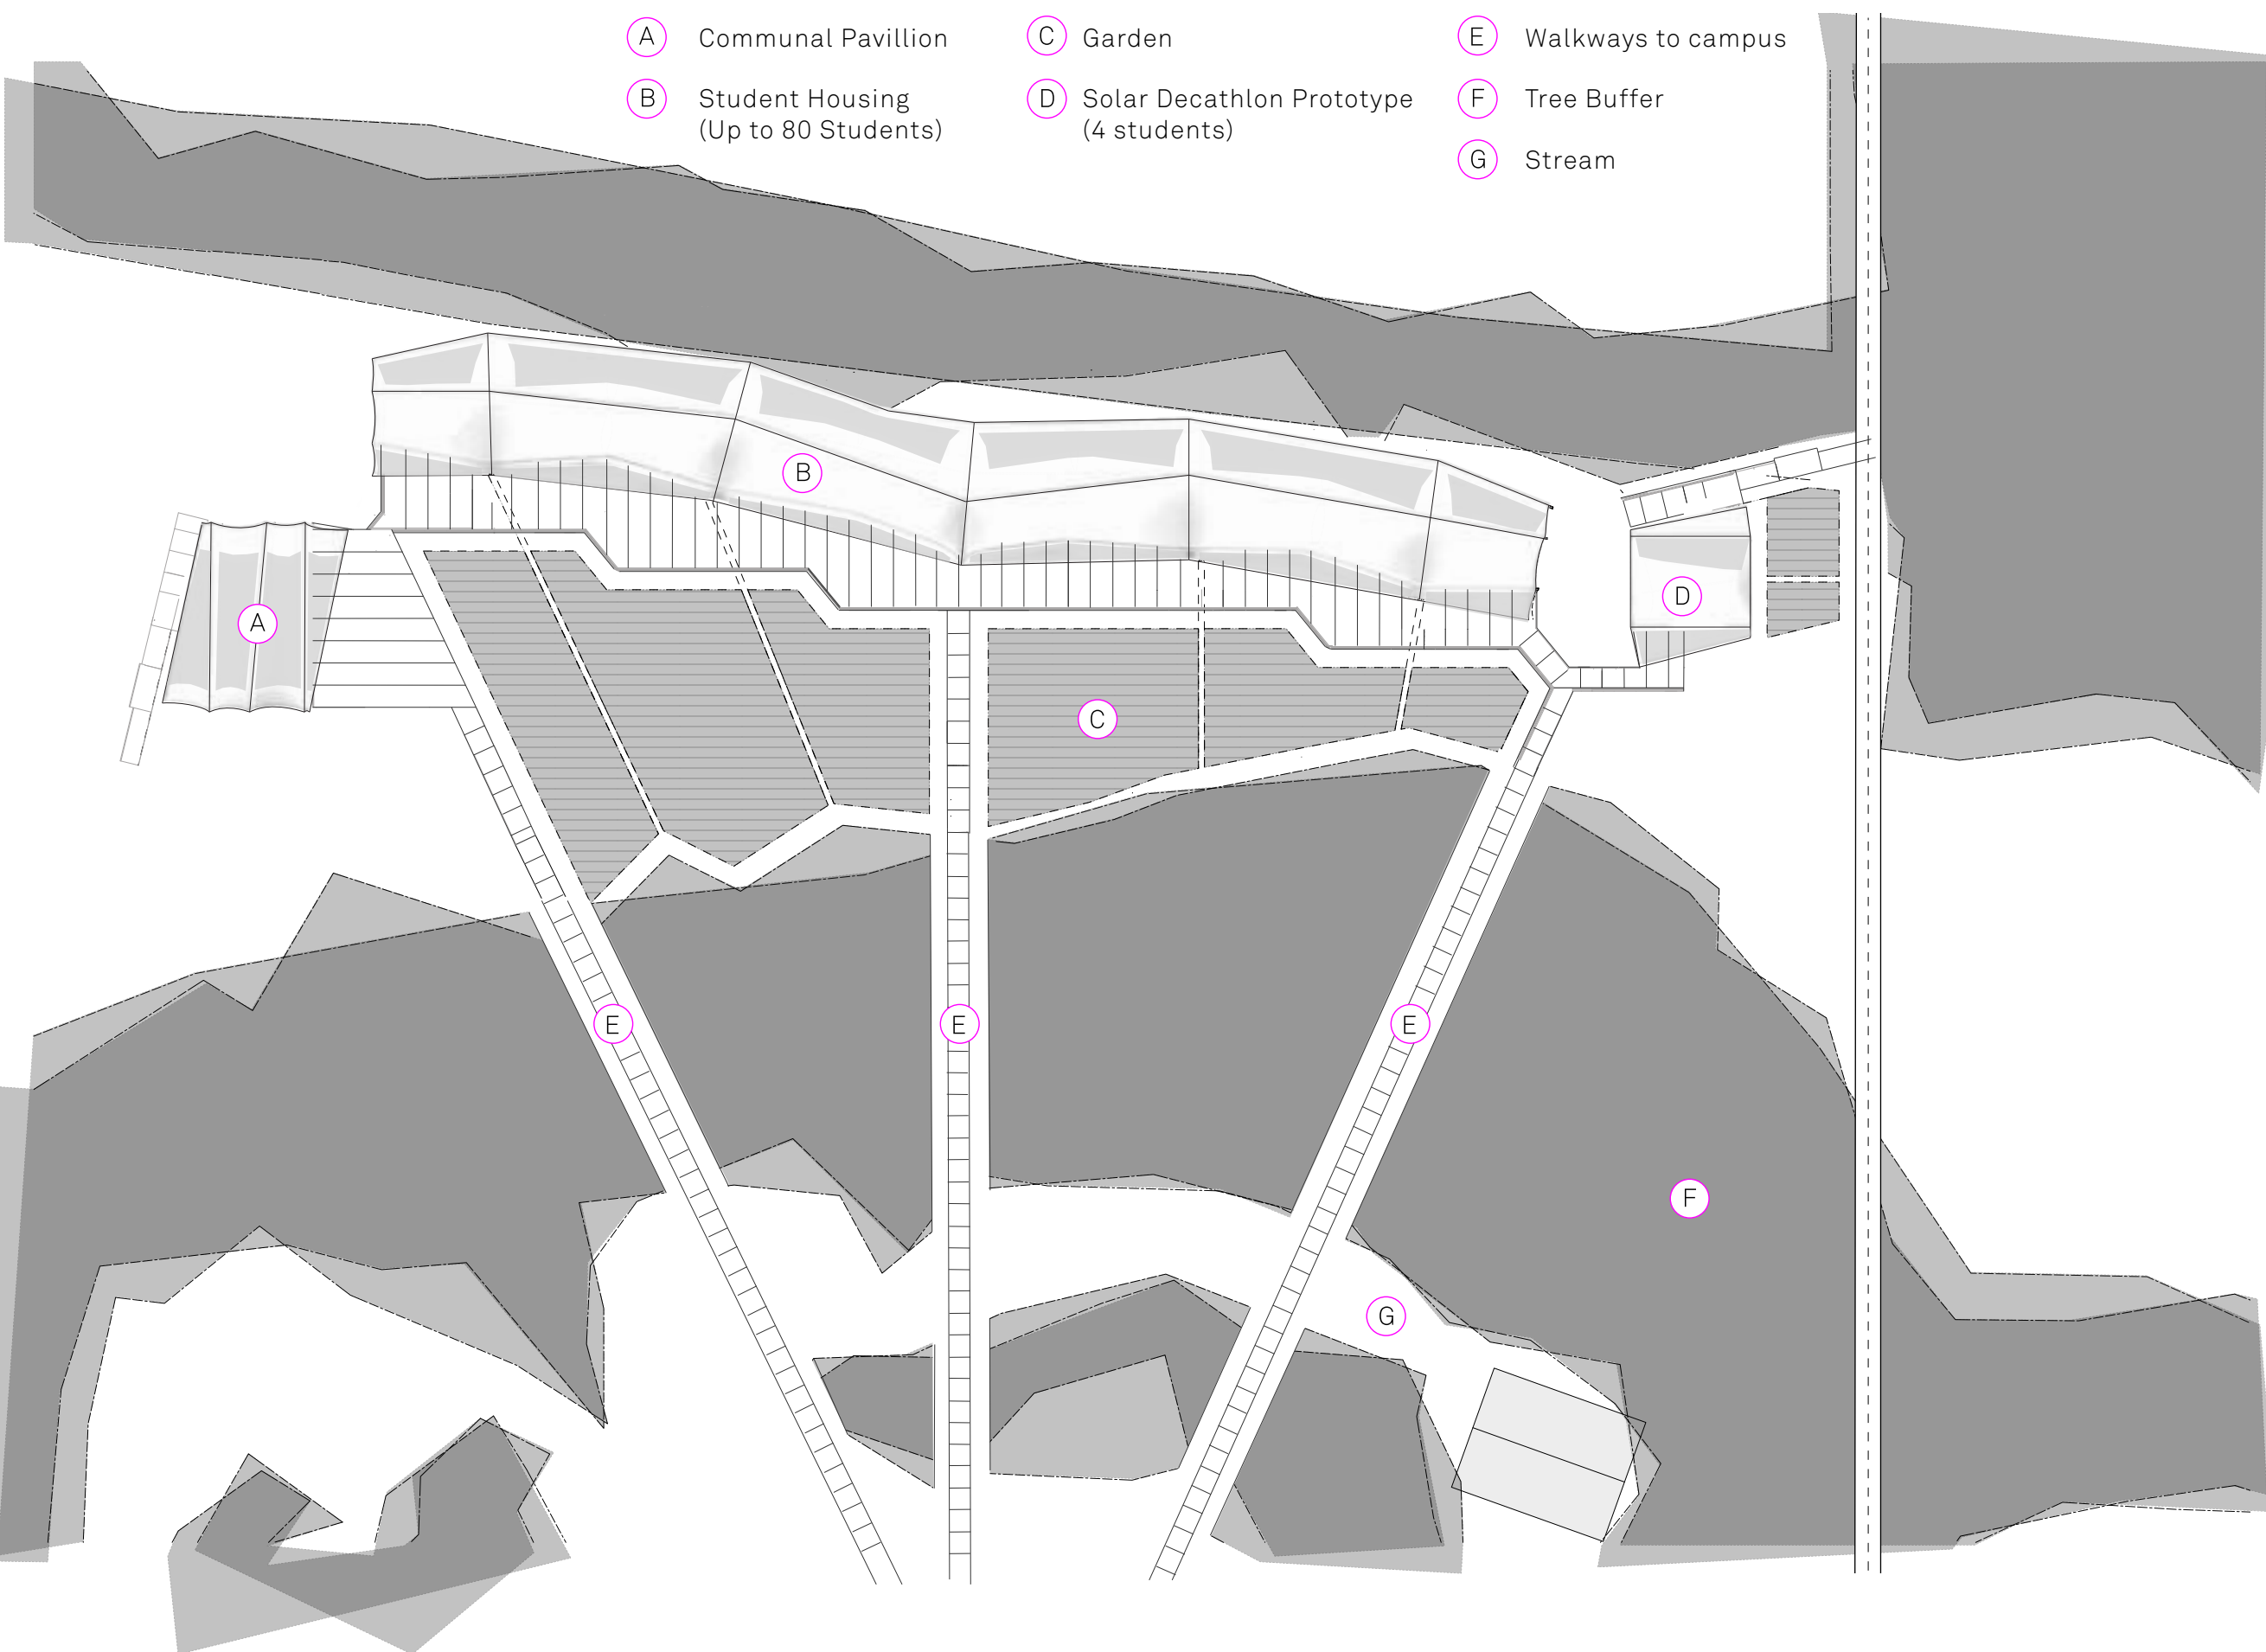 A Communal Pavillion
B Student Housing
(Up to 80 Students)
C Garden
D Solar Decathlon Prototype
(4 students)
E Walkways to campus
F Tree Buffer
G Stream
B
A
D
C
E
E
E
F
G